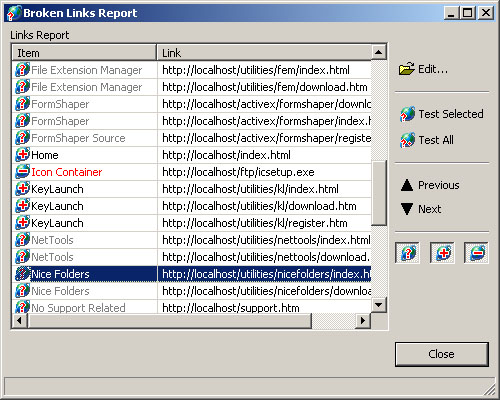 Broken Links Report
Links Report
Item Link
File Extension Manager http://localhost/utilities/fem/index.html
File Extension Manager http://localhost/utilities/fem/download.htm
FormShaper http://localhost/activex/formshaper/downlo
FormShaper http://localhost/activex/formshaper/index.h
FormShaper Source http://localhost/activex/formshaper/register
Home http://localhost/index.html
Icon Container http://localhost/ftp/icsetup.exe
KeyLaunch http://localhost/utilities/kl/index.html
KeyLaunch http://localhost/utilities/kl/download.htm
KeyLaunch http://localhost/utilities/kl/register.htm
NetTools http://localhost/utilities/nettools/index.html
NetTools http://localhost/utilities/nettools/download.
Nice Folders http://localhost/utilities/nicefolders/index.ht
Nice Folders http://localhost/utilities/nicefolders/downloa
No Support Related http://localhost/support.htm
Edit...
Test Selected
Test All
Previous
Next
Close